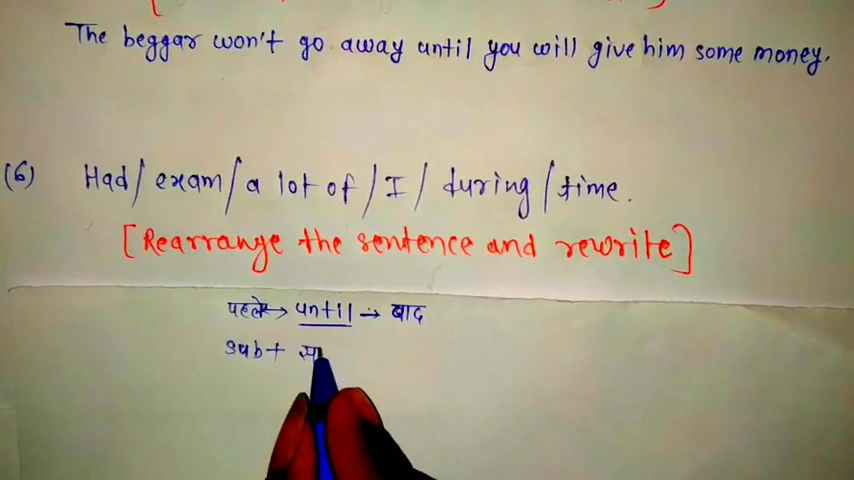 The beggar won't go away until you will give him some money.
(6) Had / exam / a lot of / I / during / time.
[Rearrange the sentence and rewrite]
पहले → until → बाद
sub +